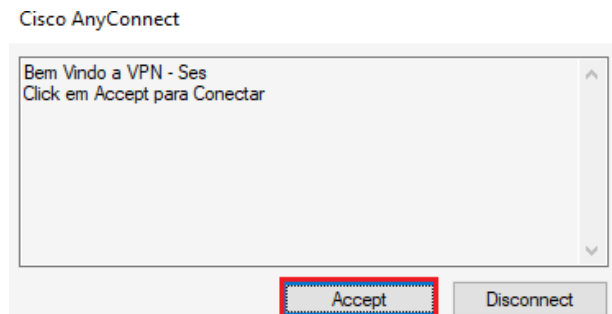 Cisco AnyConnect
Bem Vindo a VPN - Ses
Click em Accept para Conectar
Accept
Disconnect